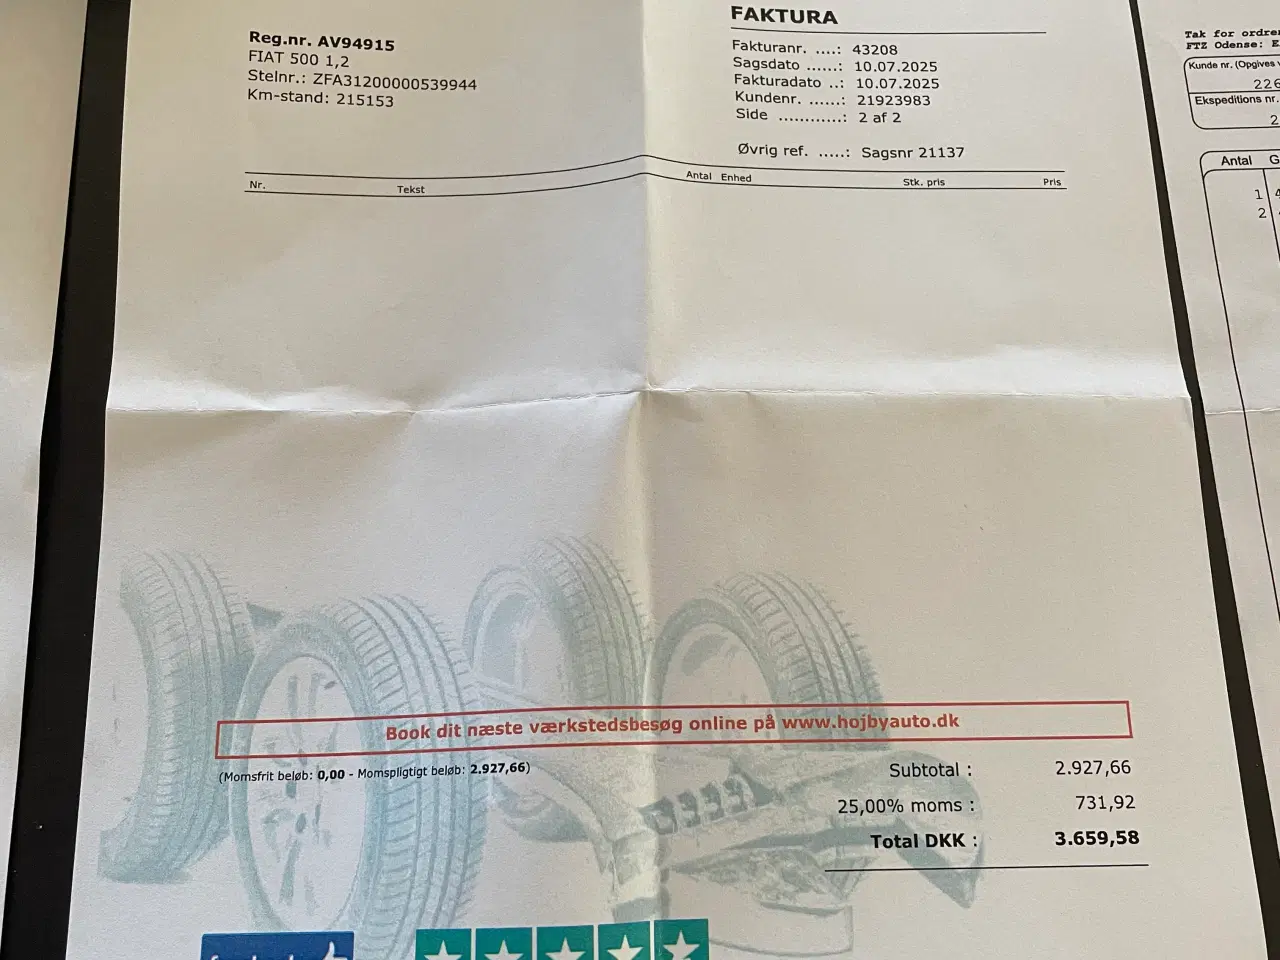 FAKTURA
Reg.nr. AV94915
FIAT 500 1,2
Stelnr.: ZFA31200000539944
Km-stand: 215153
Fakturanr. ....: 43208
Sagsdato ......: 10.07.2025
Fakturadato ..: 10.07.2025
Kundenr. ......: 21923983
Side ............: 2 af 2
Øvrig ref. .....: Sagsnr 21137
Nr. Tekst Antal Enhed Stk. pris Pris
Book dit næste værkstedsbesøg online på www.hojbyauto.dk
(Momsfrit beløb: 0,00 - Momspligtigt beløb: 2.927,66)
Subtotal : 2.927,66
25,00% moms : 731,92
Total DKK : 3.659,58
Tak for
FTZ Odense:
Kunde nr. (Opgives
226
Ekspeditions nr.
2
Antal
1
2